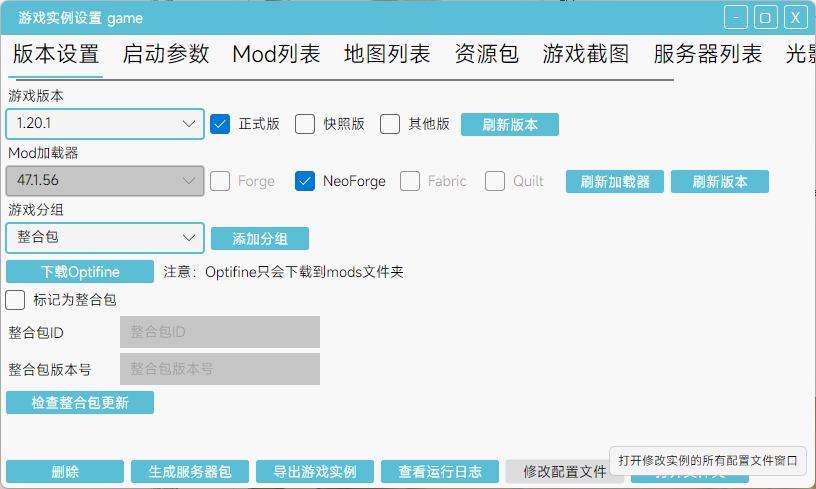 游戏实例设置 game - □ X
版本设置 启动参数 Mod列表 地图列表 资源包 游戏截图 服务器列表 光影
游戏版本
1.20.1 正式版 快照版 其他版 刷新版本
Mod加载器
47.1.56 Forge NeoForge Fabric Quilt 刷新加载器 刷新版本
游戏分组
整合包 添加分组
下载Optifine 注意：Optifine只会下载到mods文件夹
标记为整合包
整合包ID 整合包ID
整合包版本号 整合包版本号
检查整合包更新
打开修改实例的所有配置文件窗口
删除 生成服务器包 导出游戏实例 查看运行日志 修改配置文件